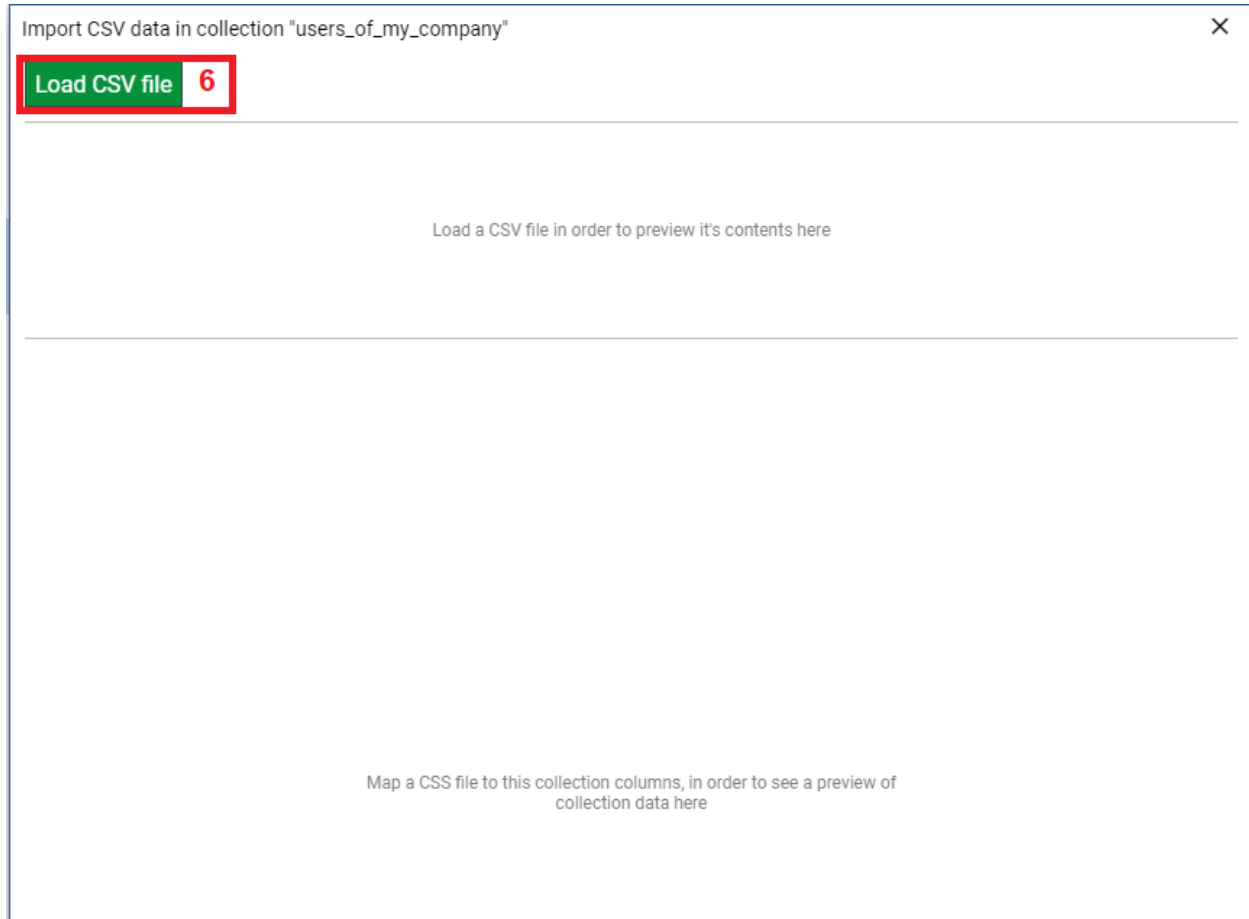 Import CSV data in collection "users_of_my_company"
Load CSV file 6
Load a CSV file in order to preview it's contents here
Map a CSS file to this collection columns, in order to see a preview of
collection data here